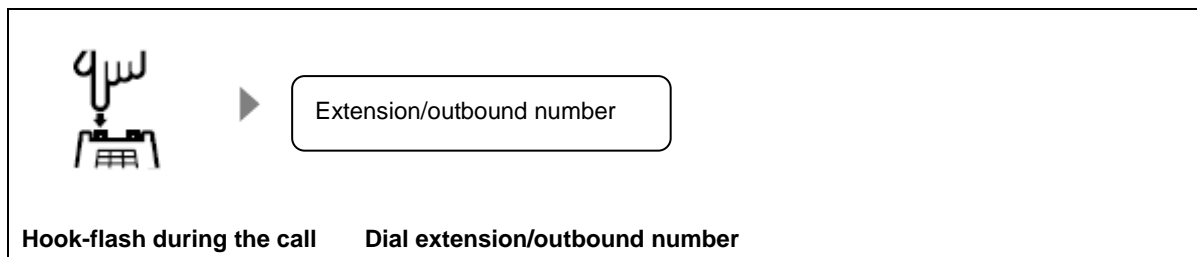 Extension/outbound number
Hook-flash during the call Dial extension/outbound number